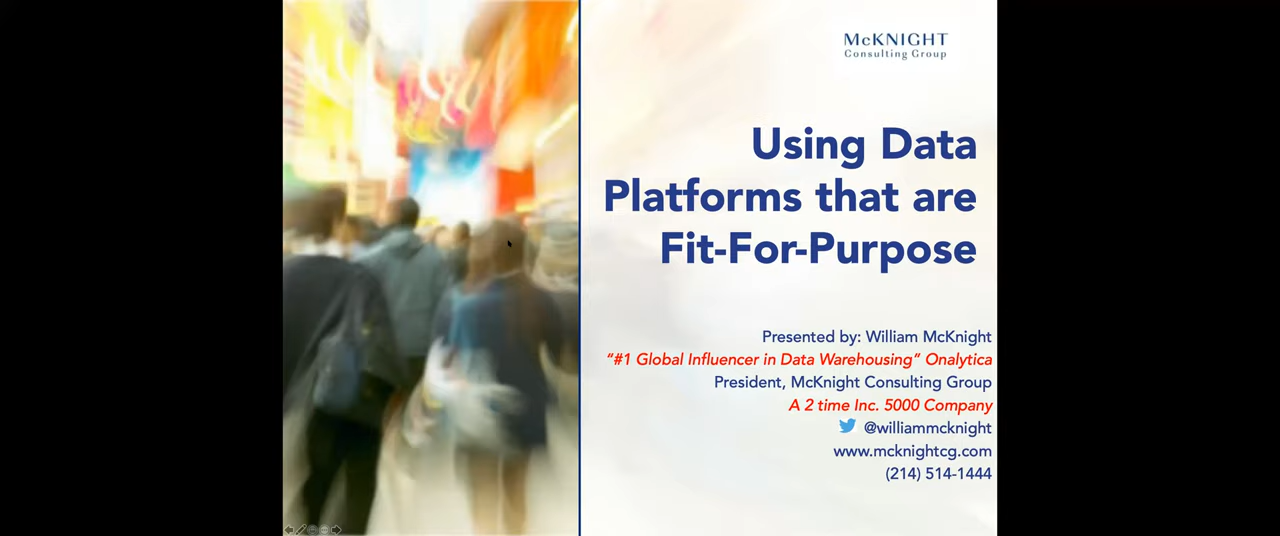 McKNIGHT
Consulting Group
Using Data
Platforms that are
Fit-For-Purpose
Presented by: William McKnight
“#1 Global Influencer in Data Warehousing” Onalytica
President, McKnight Consulting Group
A 2 time Inc. 5000 Company
@williammcknight
www.mcknightcg.com
(214) 514-1444